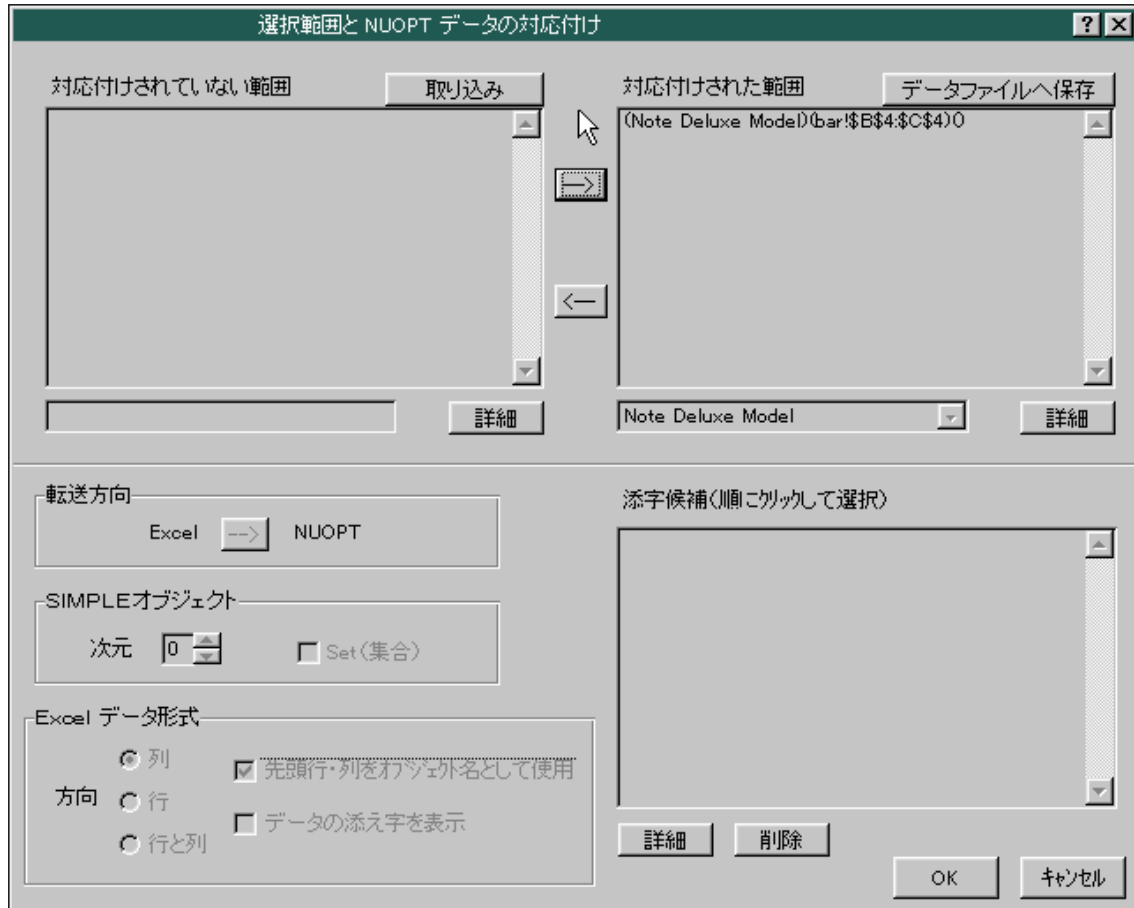 選択範囲と NUOPT データの対応付け
対応付けされていない範囲
取り込み
対応付けされた範囲
データファイルへ保存
(Note Deluxe Model)(bar!$B$4:$C$4)0
-->
<--
詳細
Note Deluxe Model
詳細
転送方向
Excel --> NUOPT
SIMPLEオブジェクト
次元 0 Set(集合)
Excel データ形式
方向
列
行
行と列
先頭行・列をオブジェクト名として使用
データの添え字を表示
添字候補(順にクリックして選択)
詳細
削除
OK
キャンセル